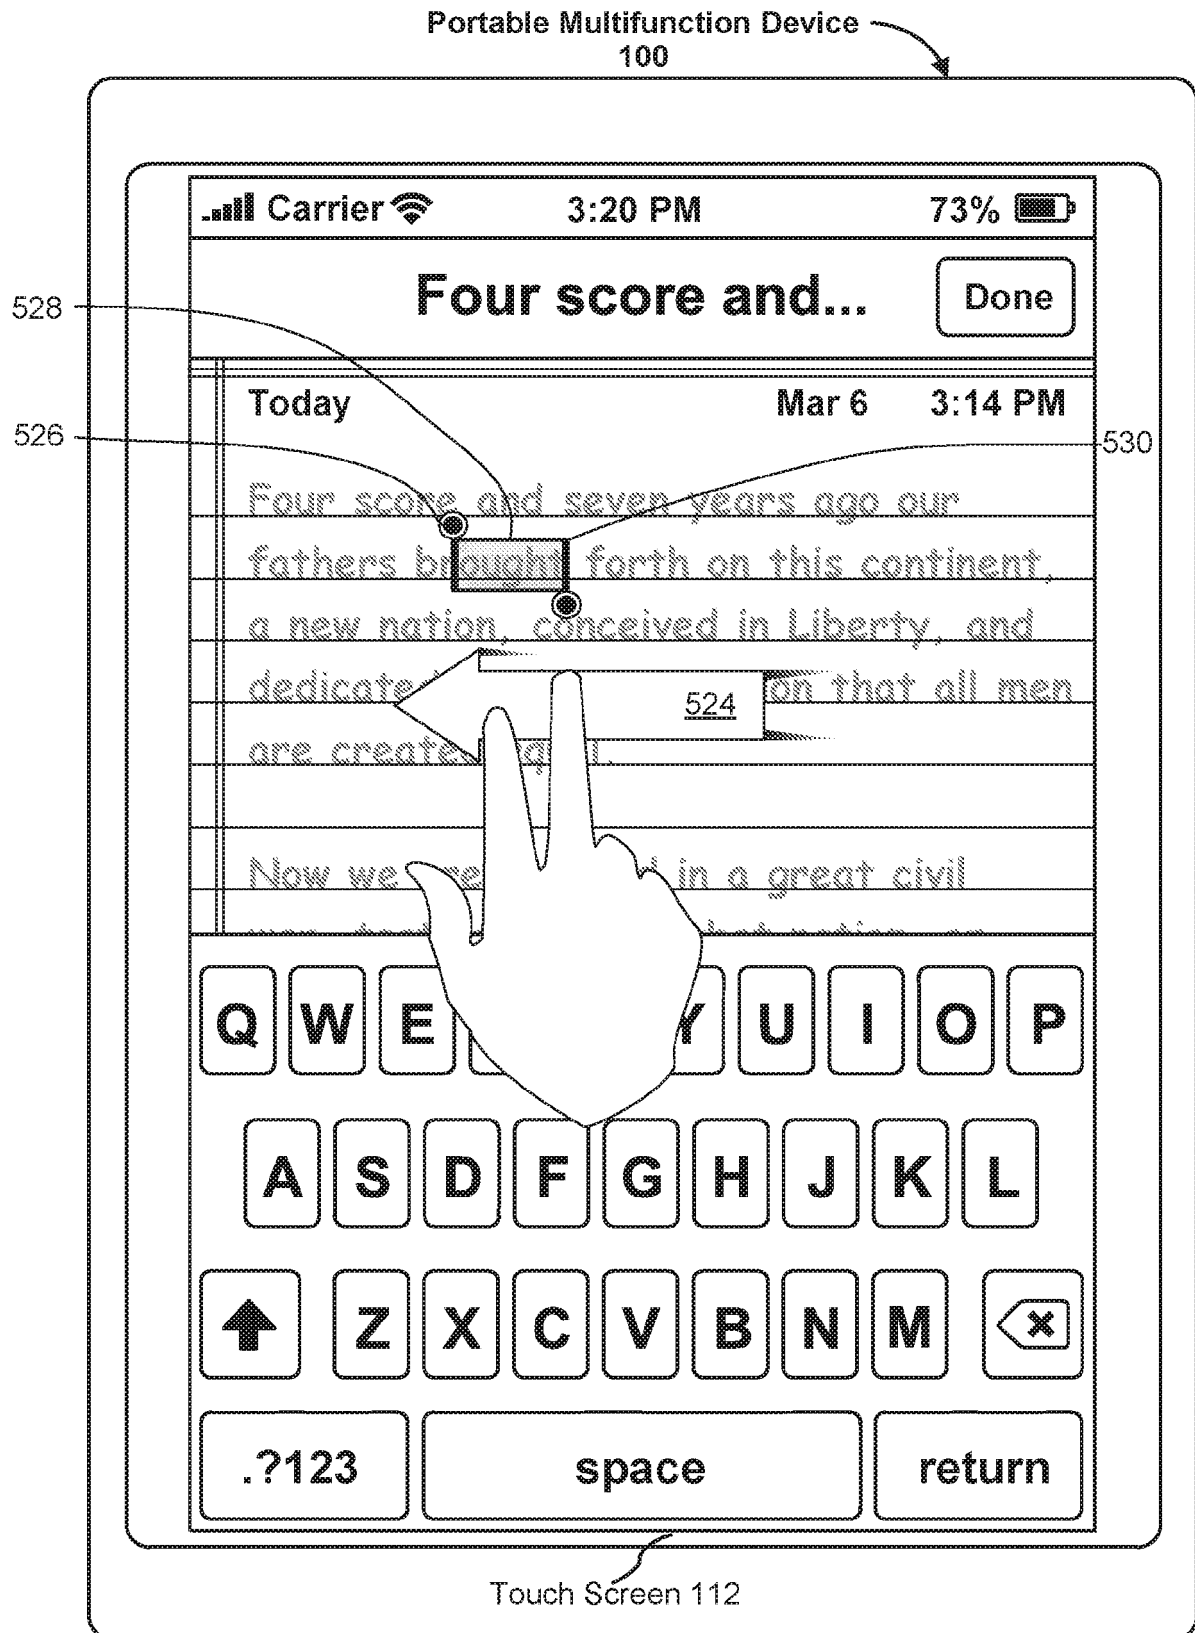 Portable Multifunction Device
100
Carrier 3:20 PM 73%
Four score and... Done
528
Today Mar 6 3:14 PM
526
530
Four score and seven years ago our
fathers brought forth on this continent,
a new nation, conceived in Liberty, and
dedicate on that all men
524
are create
Now we are in a great civil
Q W E Y U I O P
A S D F G H J K L
Z X C V B N M
.?123 space return
Touch Screen 112